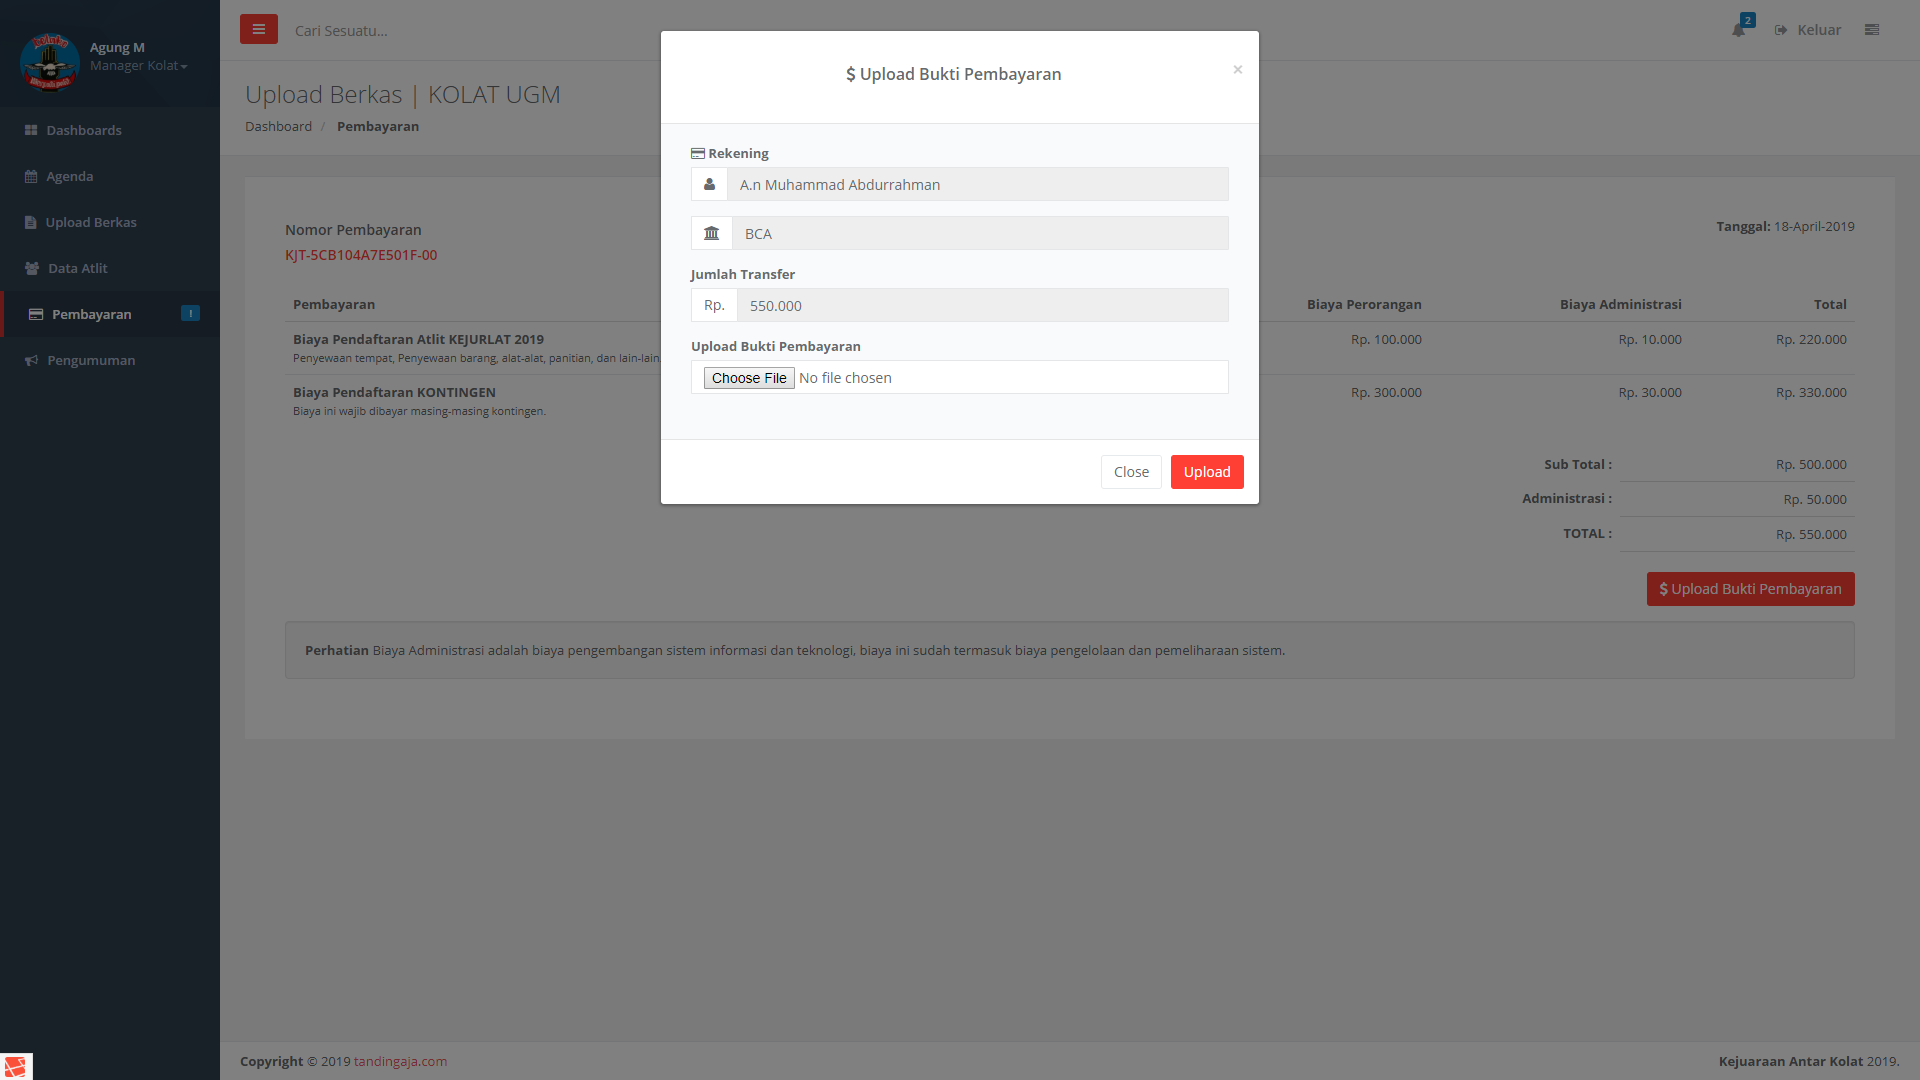 Agung M
Manager Kolat
Dashboards
Agenda
Upload Berkas
Data Atlit
Pembayaran !
Pengumuman
Cari Sesuatu...
2
Keluar
Upload Berkas | KOLAT UGM
Dashboard / Pembayaran
$ Upload Bukti Pembayaran
×
Rekening
A.n Muhammad Abdurrahman
BCA
Jumlah Transfer
Rp. 550.000
Upload Bukti Pembayaran
Choose File No file chosen
Close Upload
Nomor Pembayaran
KJT-5CB104A7E501F-00
Tanggal: 18-April-2019
Pembayaran Biaya Perorangan Biaya Administrasi Total
Biaya Pendaftaran Atlit KEJURLAT 2019 Rp. 100.000 Rp. 10.000 Rp. 220.000
Penyewaan tempat, Penyewaan barang, alat-alat, panitian, dan lain-lain
Biaya Pendaftaran KONTINGEN Rp. 300.000 Rp. 30.000 Rp. 330.000
Biaya ini wajib dibayar masing-masing kontingen.
Sub Total : Rp. 500.000
Administrasi : Rp. 50.000
TOTAL : Rp. 550.000
$ Upload Bukti Pembayaran
Perhatian Biaya Administrasi adalah biaya pengembangan sistem informasi dan teknologi, biaya ini sudah termasuk biaya pengelolaan dan pemeliharaan sistem.
Copyright © 2019 tandingaja.com
Kejuaraan Antar Kolat 2019.